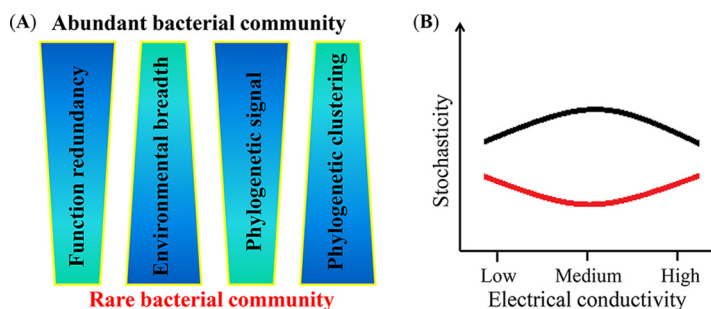 (A)
Abundant bacterial community
Function redundancy
Environmental breadth
Phylogenetic signal
Phylogenetic clustering
Rare bacterial community
(B)
Stochasticity
Low Medium High
Electrical conductivity